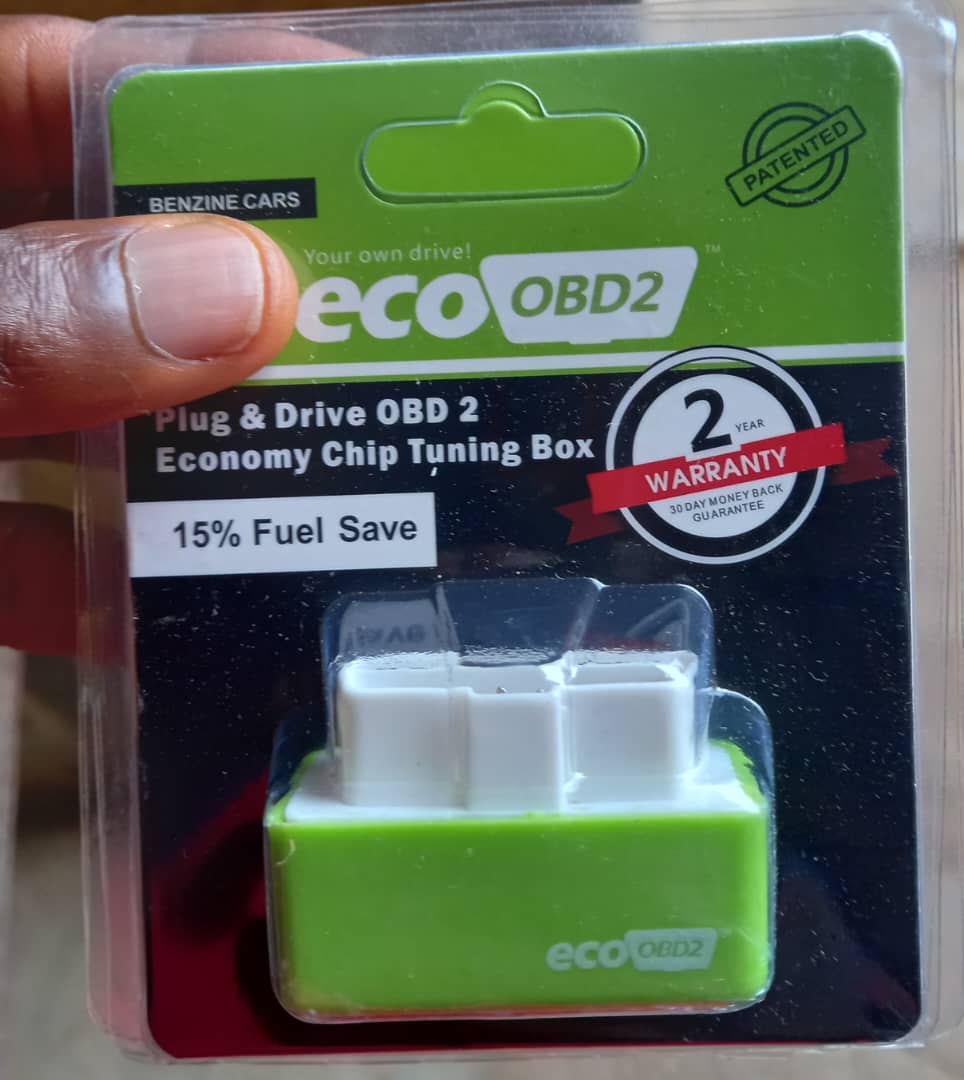 PATENTED
BENZINE CARS
Your own drive!
eco OBD2 ™
Plug & Drive OBD 2
Economy Chip Tuning Box
2 YEAR
WARRANTY
30 DAY MONEY BACK
GUARANTEE
15% Fuel Save
eco OBD2